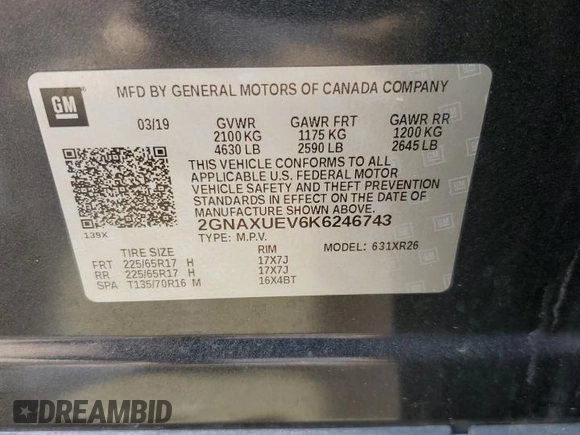 GM
MFD BY GENERAL MOTORS OF CANADA COMPANY
03/19 GVWR GAWR FRT GAWR RR
2100 KG 1175 KG 1200 KG
4630 LB 2590 LB 2645 LB
THIS VEHICLE CONFORMS TO ALL
APPLICABLE U.S. FEDERAL MOTOR
VEHICLE SAFETY AND THEFT PREVENTION
STANDARDS IN EFFECT ON THE DATE OF
MANUFACTURE SHOWN ABOVE.
139X 2GNAXUEV6K6246743
TYPE: M.P.V. MODEL: 631XR26
TIRE SIZE RIM
FRT 225/65R17 H 17X7J
RR 225/65R17 H 17X7J
SPA T135/70R16 M 16X4BT
DREAMBID